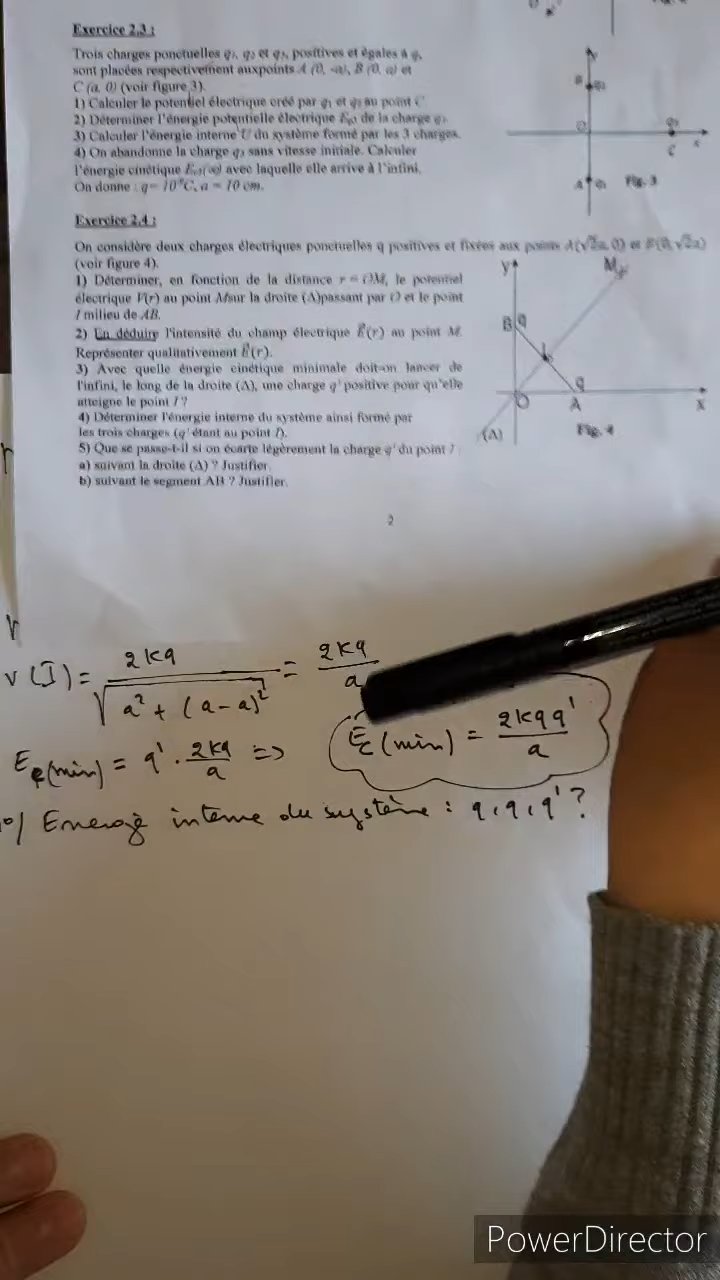 Exercice 2.3 :
Trois charges ponctuelles q₁, q₂ et q₃, positives et égales à q,
sont placées respectivement auxpoints A (0, -a), B (0, a) et
C (a, 0) (voir figure 3).
1) Calculer le potentiel électrique créé par q₁ et q₂ au point C
2) Déterminer l'énergie potentielle électrique de la charge q₃
3) Calculer l'énergie interne U du système formé par les 3 charges.
4) On abandonne la charge q₃ sans vitesse initiale. Calculer
l'énergie cinétique avec laquelle elle arrive à l'infini.
On donne : a = 10 cm.
y
B q₂
O q₃
C x
A q₁ Fig. 3
Exercice 2.4 :
On considère deux charges électriques ponctuelles q positives et fixées aux points A(√2a, 0) et B(0, √2a)
(voir figure 4).
1) Déterminer, en fonction de la distance r = OM, le potentiel
électrique V(r) au point M sur la droite (Δ) passant par O et le point
I milieu de AB.
2) En déduire l'intensité du champ électrique E⃗(r) au point M.
Représenter qualitativement E⃗(r).
3) Avec quelle énergie cinétique minimale doit-on lancer de
l'infini, le long de la droite (Δ), une charge q' positive pour qu'elle
atteigne le point I ?
4) Déterminer l'énergie interne du système ainsi formé par
les trois charges (q' étant au point I).
5) Que se passe-t-il si on écarte légèrement la charge q' du point I
a) suivant la droite (Δ) ? Justifier.
b) suivant le segment AB ? Justifier.
y M
B q
I
q
O A x
(Δ) Fig. 4
2
V(I) = 2kq / √(a² + (a - a)²) = 2kq / a
Ep(min) = q' · 2kq/a => Ec(min) = 2kqq'/a
°/ Energie interne du système : q, q, q' ?
PowerDirector